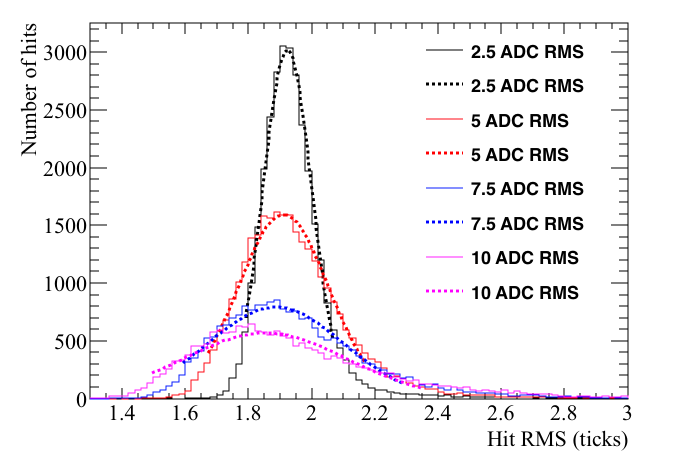 Number of hits
3000
2500
2000
1500
1000
500
0
2.5 ADC RMS
2.5 ADC RMS
5 ADC RMS
5 ADC RMS
7.5 ADC RMS
7.5 ADC RMS
10 ADC RMS
10 ADC RMS
1.4 1.6 1.8 2 2.2 2.4 2.6 2.8 3
Hit RMS (ticks)